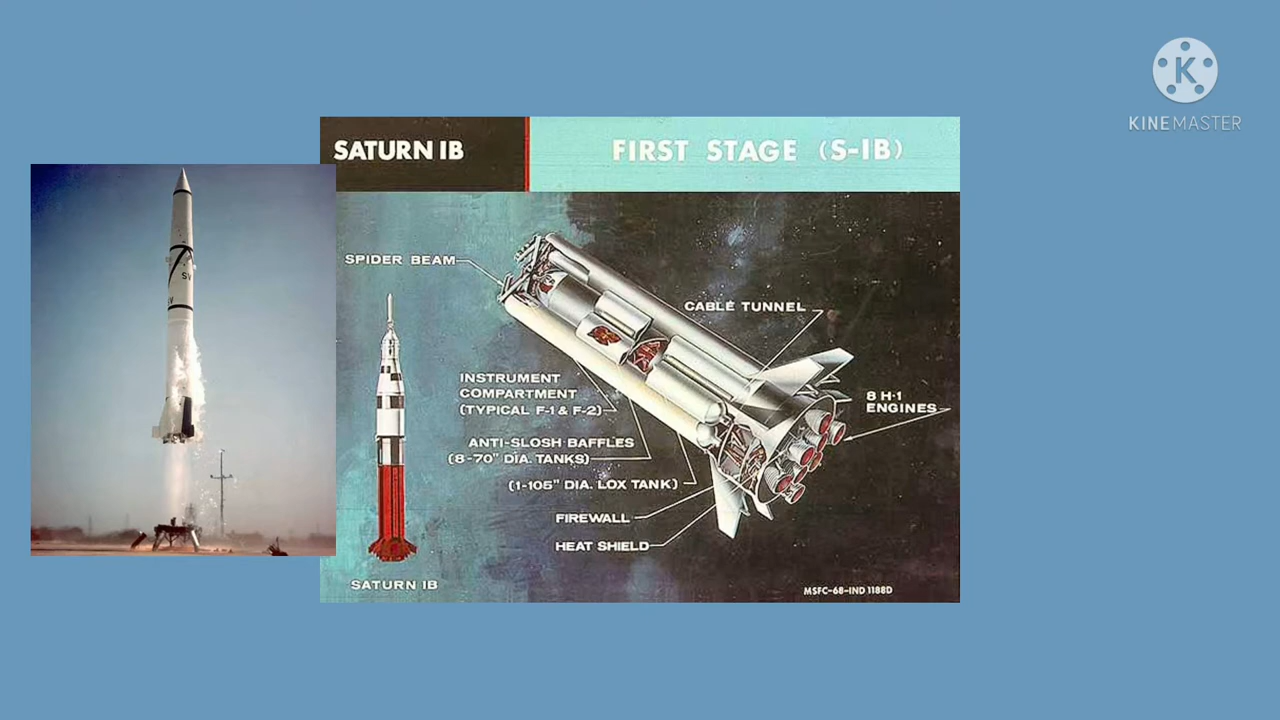 KINEMASTER
SATURN IB
FIRST STAGE (S-IB)
SPIDER BEAM
CABLE TUNNEL
INSTRUMENT
COMPARTMENT
(TYPICAL F-1 & F-2)
8 H-1
ENGINES
ANTI-SLOSH BAFFLES
(8-70" DIA. TANKS)
(1-105" DIA. LOX TANK)
FIREWALL
HEAT SHIELD
SATURN IB
MSFC-68-IND 1188D